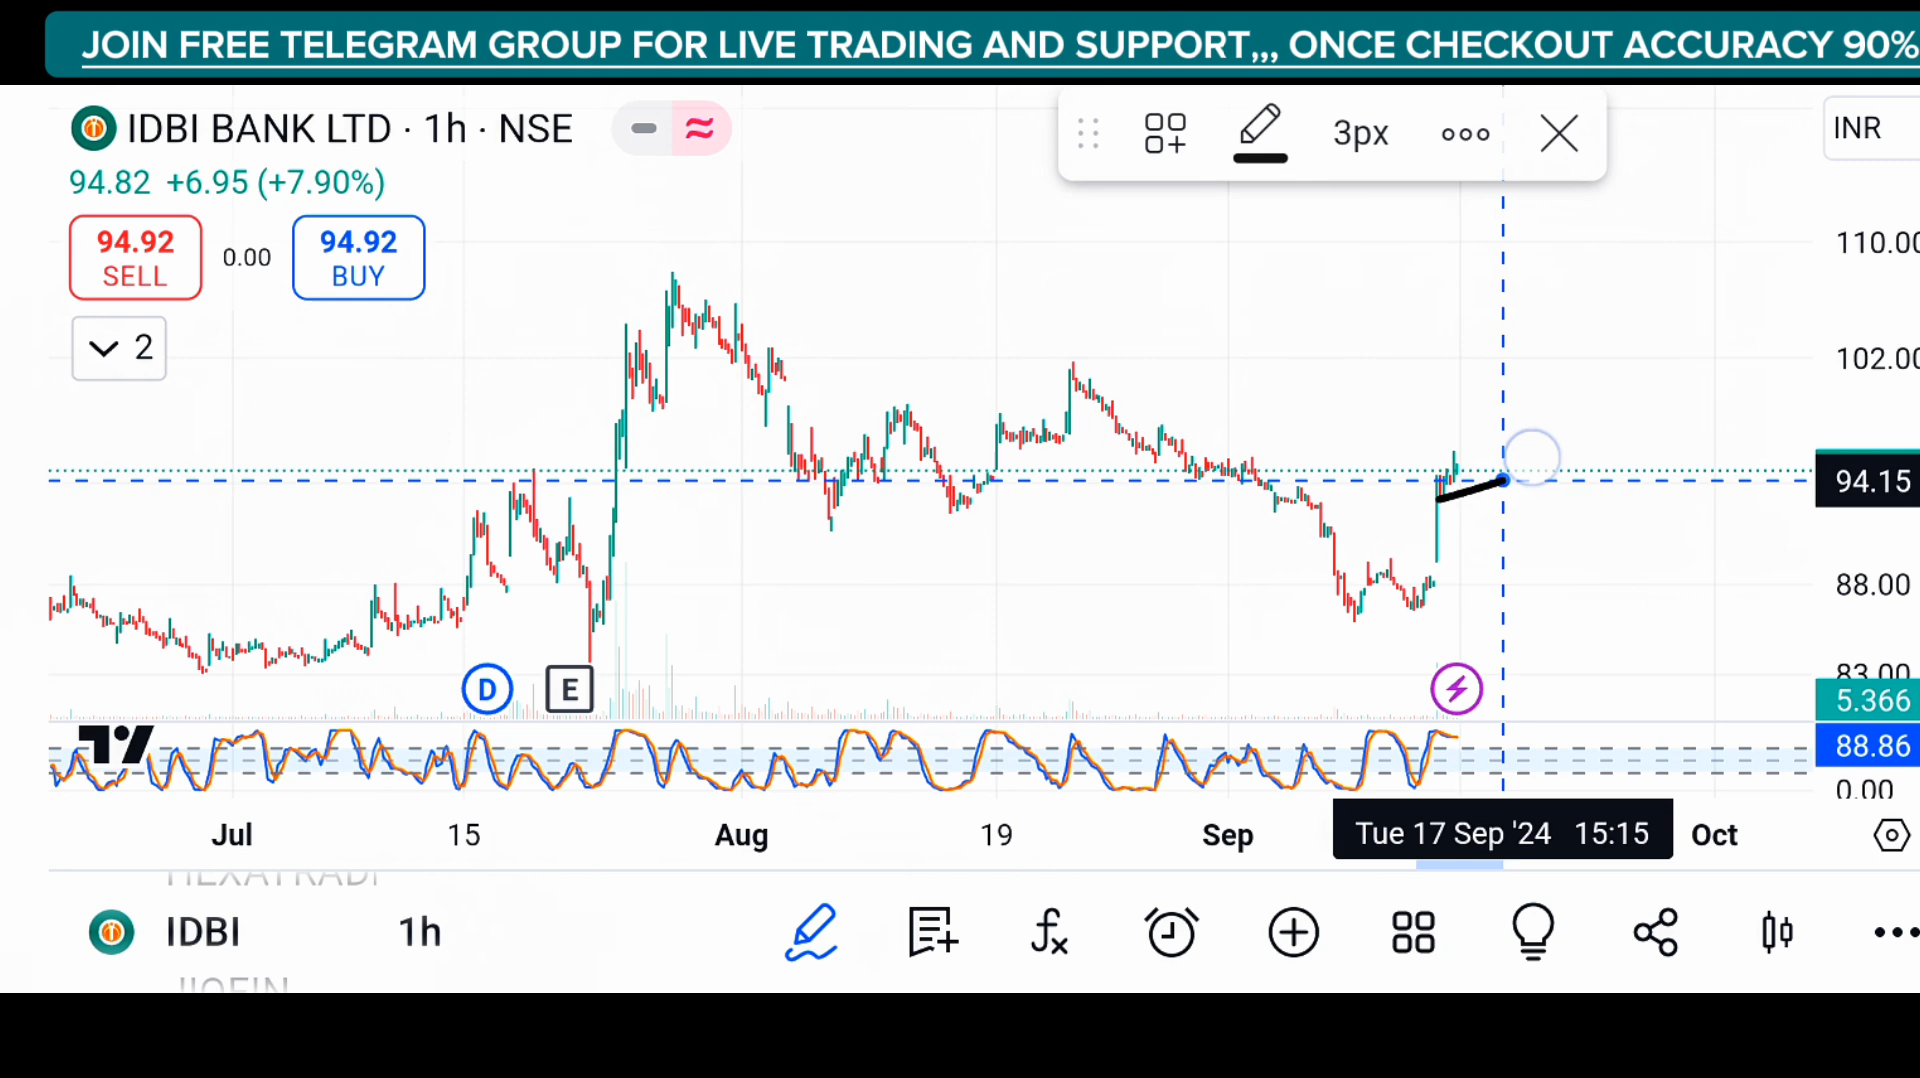 JOIN FREE TELEGRAM GROUP FOR LIVE TRADING AND SUPPORT,,, ONCE CHECKOUT ACCURACY 90%
IDBI BANK LTD · 1h · NSE
3px
INR
94.82 +6.95 (+7.90%)
94.92
SELL
0.00
94.92
BUY
2
110.00
102.00
94.15
88.00
83.00
5.366
88.86
0.00
D
E
Jul
15
Aug
19
Sep
Tue 17 Sep '24 15:15
Oct
IDBI
1h